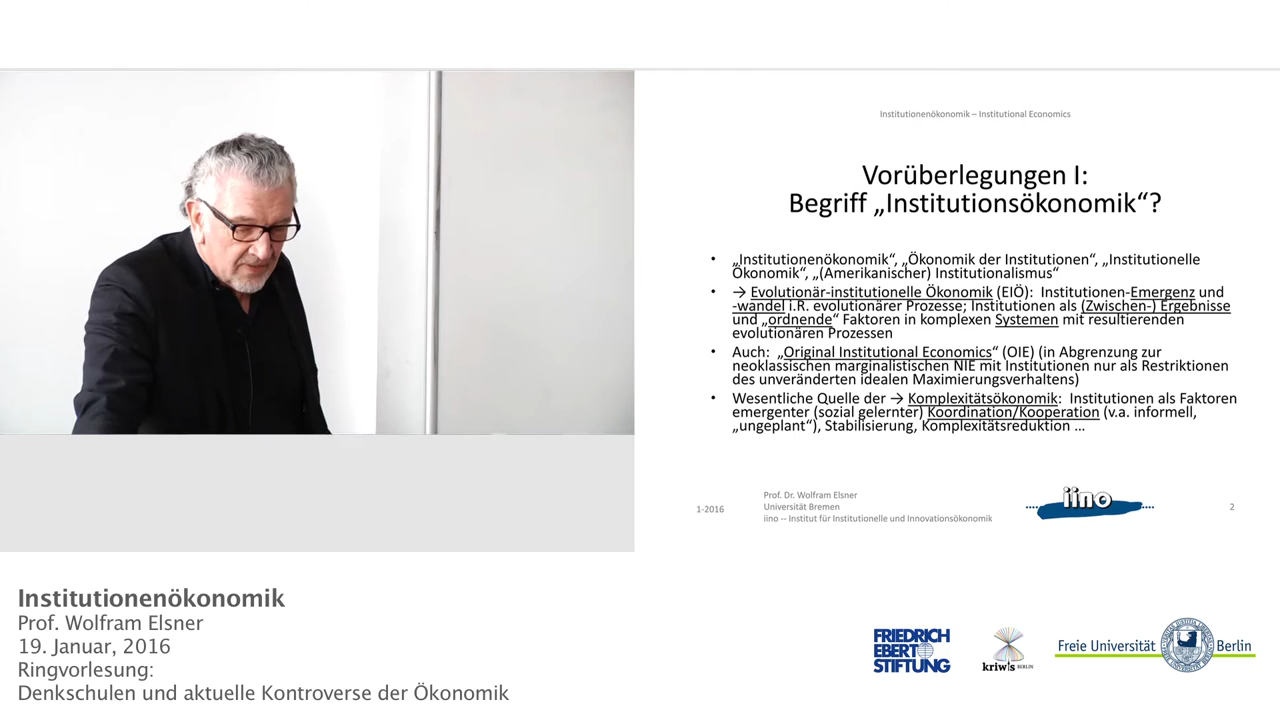 Institutionenökonomik – Institutional Economics
Vorüberlegungen I:
Begriff „Institutionsökonomik“?
• „Institutionenökonomik“, „Ökonomik der Institutionen“, „Institutionelle
Ökonomik“, „(Amerikanischer) Institutionalismus“
• → Evolutionär-institutionelle Ökonomik (EIÖ): Institutionen-Emergenz und
-wandel i.R. evolutionärer Prozesse; Institutionen als (Zwischen-) Ergebnisse
und „ordnende“ Faktoren in komplexen Systemen mit resultierenden
evolutionären Prozessen
• Auch: „Original Institutional Economics“ (OIE) (in Abgrenzung zur
neoklassischen marginalistischen NIE mit Institutionen nur als Restriktionen
des unveränderten idealen Maximierungsverhaltens)
• Wesentliche Quelle der → Komplexitätsökonomik: Institutionen als Faktoren
emergenter (sozial gelernter) Koordination/Kooperation (v.a. informell,
„ungeplant“), Stabilisierung, Komplexitätsreduktion ...
1-2016
Prof. Dr. Wolfram Elsner
Universität Bremen
iino -- Institut für Institutionelle und Innovationsökonomik
iino
2
Institutionenökonomik
Prof. Wolfram Elsner
19. Januar, 2016
Ringvorlesung:
Denkschulen und aktuelle Kontroverse der Ökonomik
FRIEDRICH
EBERT
STIFTUNG
kriwis BERLIN
Freie Universität Berlin